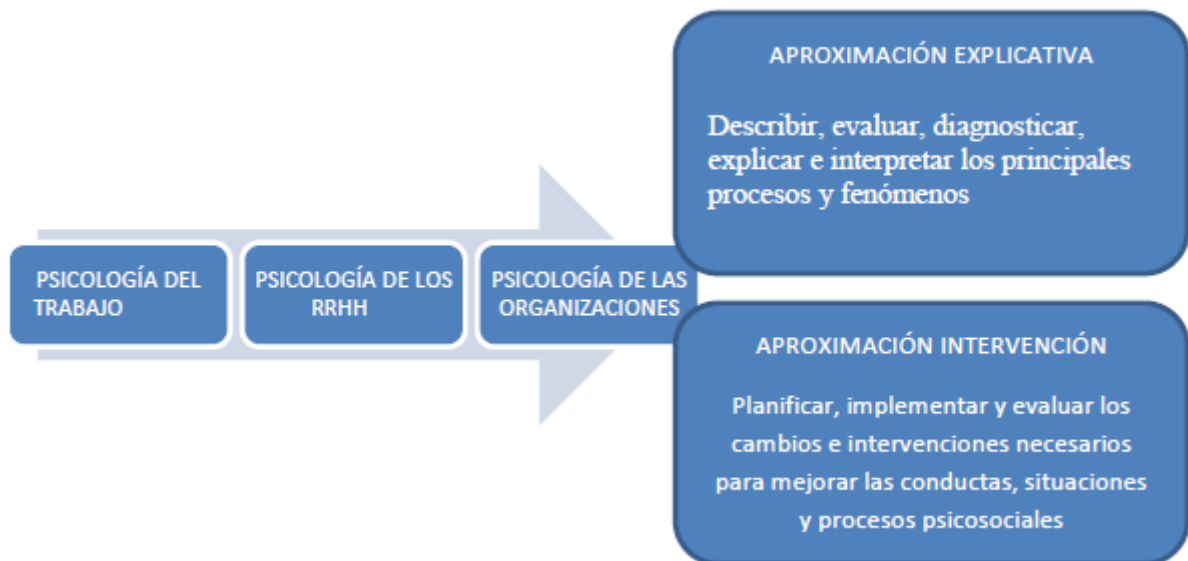 APROXIMACIÓN EXPLICATIVA
Describir, evaluar, diagnosticar,
explicar e interpretar los principales
procesos y fenómenos
PSICOLOGÍA DEL
TRABAJO
PSICOLOGÍA DE LOS
RRHH
PSICOLOGÍA DE LAS
ORGANIZACIONES
APROXIMACIÓN INTERVENCIÓN
Planificar, implementar y evaluar los
cambios e intervenciones necesarios
para mejorar las conductas, situaciones
y procesos psicosociales